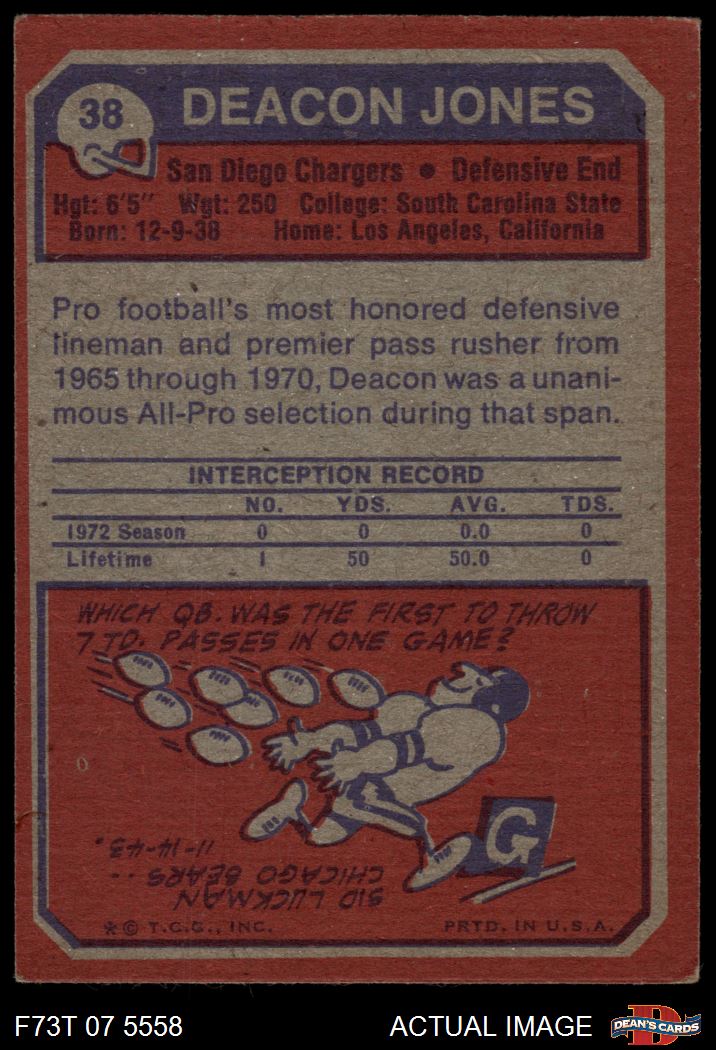 38
DEACON JONES
San Diego Chargers • Defensive End
Hgt: 6'5" Wgt: 250 College: South Carolina State
Born: 12-9-38 Home: Los Angeles, California
Pro football's most honored defensive
lineman and premier pass rusher from
1965 through 1970, Deacon was a unani-
mous All-Pro selection during that span.
INTERCEPTION RECORD
NO. YDS. AVG. TDS.
1972 Season 0 0 0.0 0
Lifetime 1 50 50.0 0
WHICH QB. WAS THE FIRST TO THROW
7 TD. PASSES IN ONE GAME?
G
SID LUCKMAN
CHICAGO BEARS ..
11-14-43.
* © T.C.G., INC. PRTD. IN U.S.A.
F73T 07 5558 ACTUAL IMAGE
D
DEAN'S CARDS